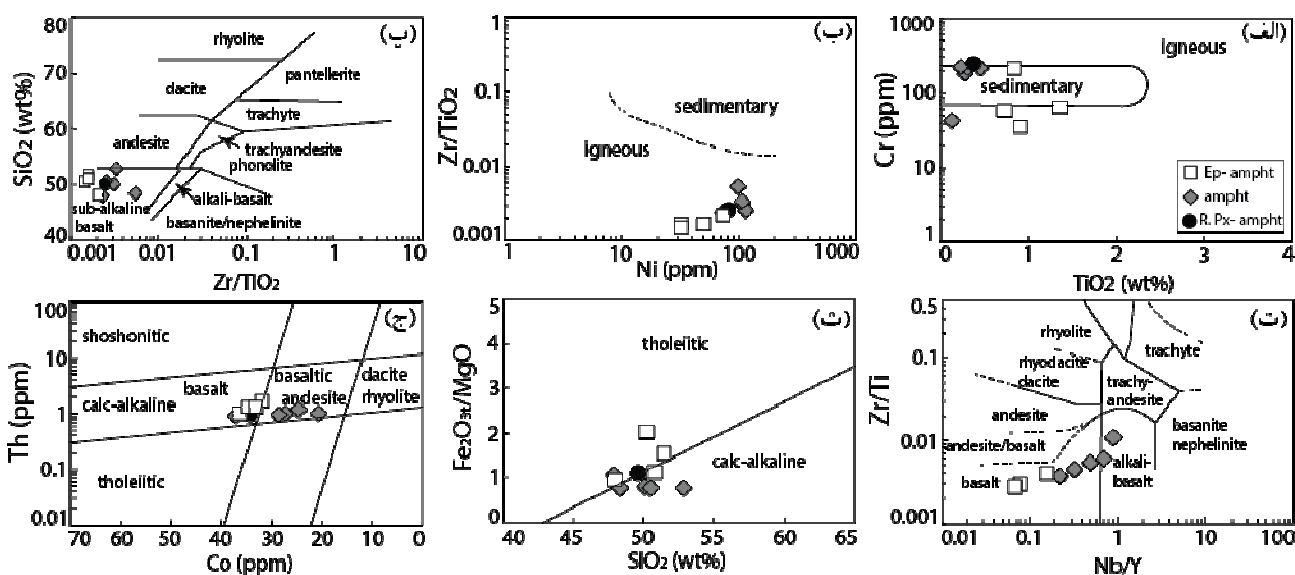 (پ)
80
70
60
50
40
SiO₂ (wt%)
rhyolite
pantellerite
dacite
trachyte
andesite
trachyandesite
phonolite
alkali-basalt
sub-alkaline
basalt
basanite/nephelinite
0.001 0.01 0.1 1 10
Zr/TIO₂
(ب)
1
0.1
0.01
0.001
Zr/TiO₂
sedimentary
igneous
1 10 100 1000
Ni (ppm)
(الف)
1000
100
10
1
Cr (ppm)
igneous
sedimentary
Ep- ampht
ampht
R. Px- ampht
0 1 2 3 4
TiO2 (wt%)
(ج)
100
10
1
0.1
0.01
Th (ppm)
shoshonitic
basalt
basaltic
andesite
dacite
rhyolite
calc-alkaline
tholeiitic
70 60 50 40 30 20 10 0
Co (ppm)
(ث)
5
4
3
2
1
0
Fe₂O₃ₜ/MgO
tholeiitic
calc-alkaline
40 45 50 55 60 65
SIO₂ (wt%)
(ت)
0.5
0.1
0.01
0.001
Zr/Ti
rhyolite
trachyte
rhyodacite
dacite
trachy-
andesite
andesite
basanite
nephelinite
andesite/basalt
basalt
alkali-
basalt
0.01 0.1 1 10 100
Nb/Y